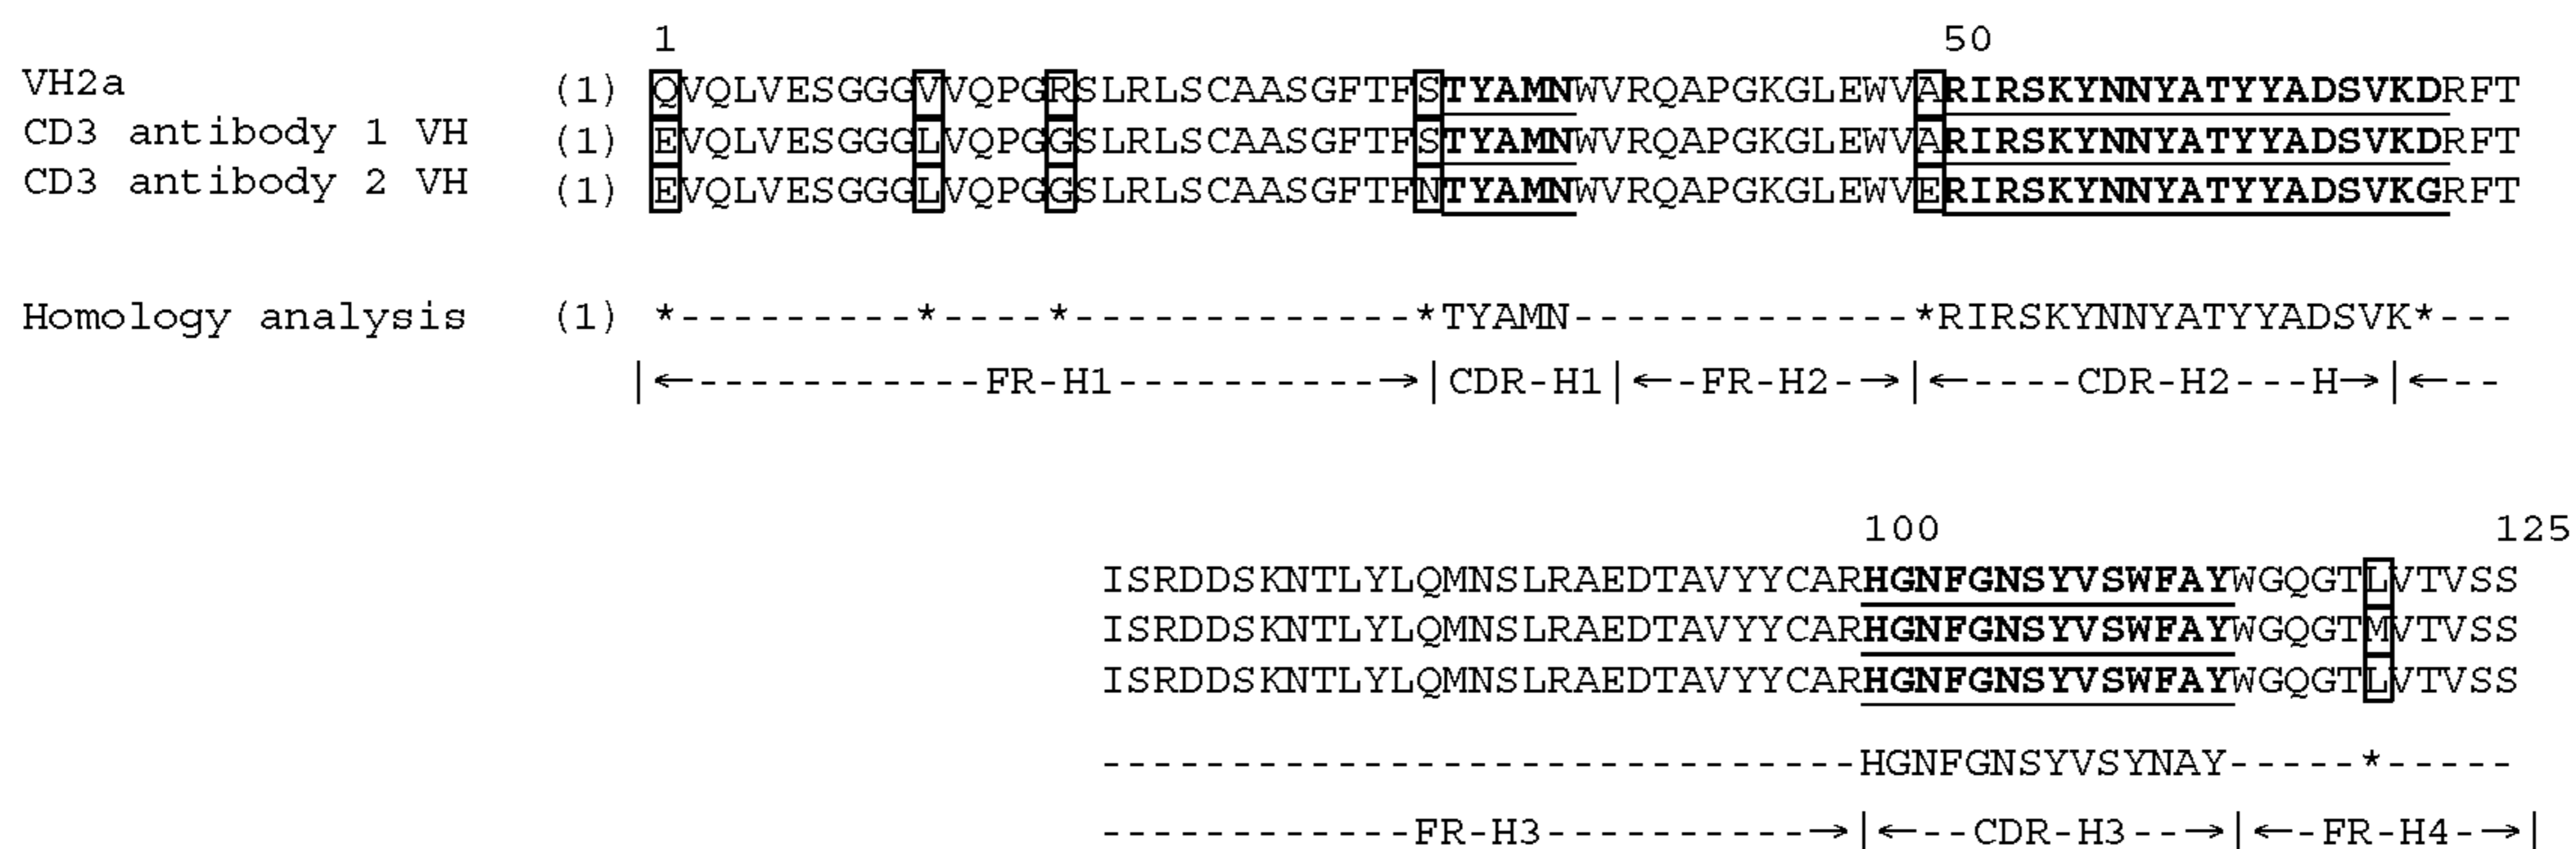 1 50
VH2a (1) QVQLVESGGGVVQPGRSLRLSCAASGFTFSTYAMNWVRQAPGKGLEWVARIRSKYNNYATYYADSVKDRFT
CD3 antibody 1 VH (1) EVQLVESGGGLVQPGGSLRLSCAASGFTFSTYAMNWVRQAPGKGLEWVARIRSKYNNYATYYADSVKDRFT
CD3 antibody 2 VH (1) EVQLVESGGGLVQPGGSLRLSCAASGFTFNTYAMNWVRQAPGKGLEWVERIRSKYNNYATYYADSVKGRFT
Homology analysis (1) *---------*----*-------------*TYAMN-------------*RIRSKYNNYATYYADSVK*---
|←-----------FR-H1----------→|CDR-H1|←-FR-H2-→|←----CDR-H2---H→|←--
100 125
ISRDDSKNTLYLQMNSLRAEDTAVYYCARHGNFGNSYVSWFAYWGQGTLVTVSS
ISRDDSKNTLYLQMNSLRAEDTAVYYCARHGNFGNSYVSWFAYWGQGTMVTVSS
ISRDDSKNTLYLQMNSLRAEDTAVYYCARHGNFGNSYVSWFAYWGQGTLVTVSS
-----------------------------HGNFGNSYVSYNAY-----*-----
------------FR-H3----------→|←---CDR-H3--→|←-FR-H4-→|